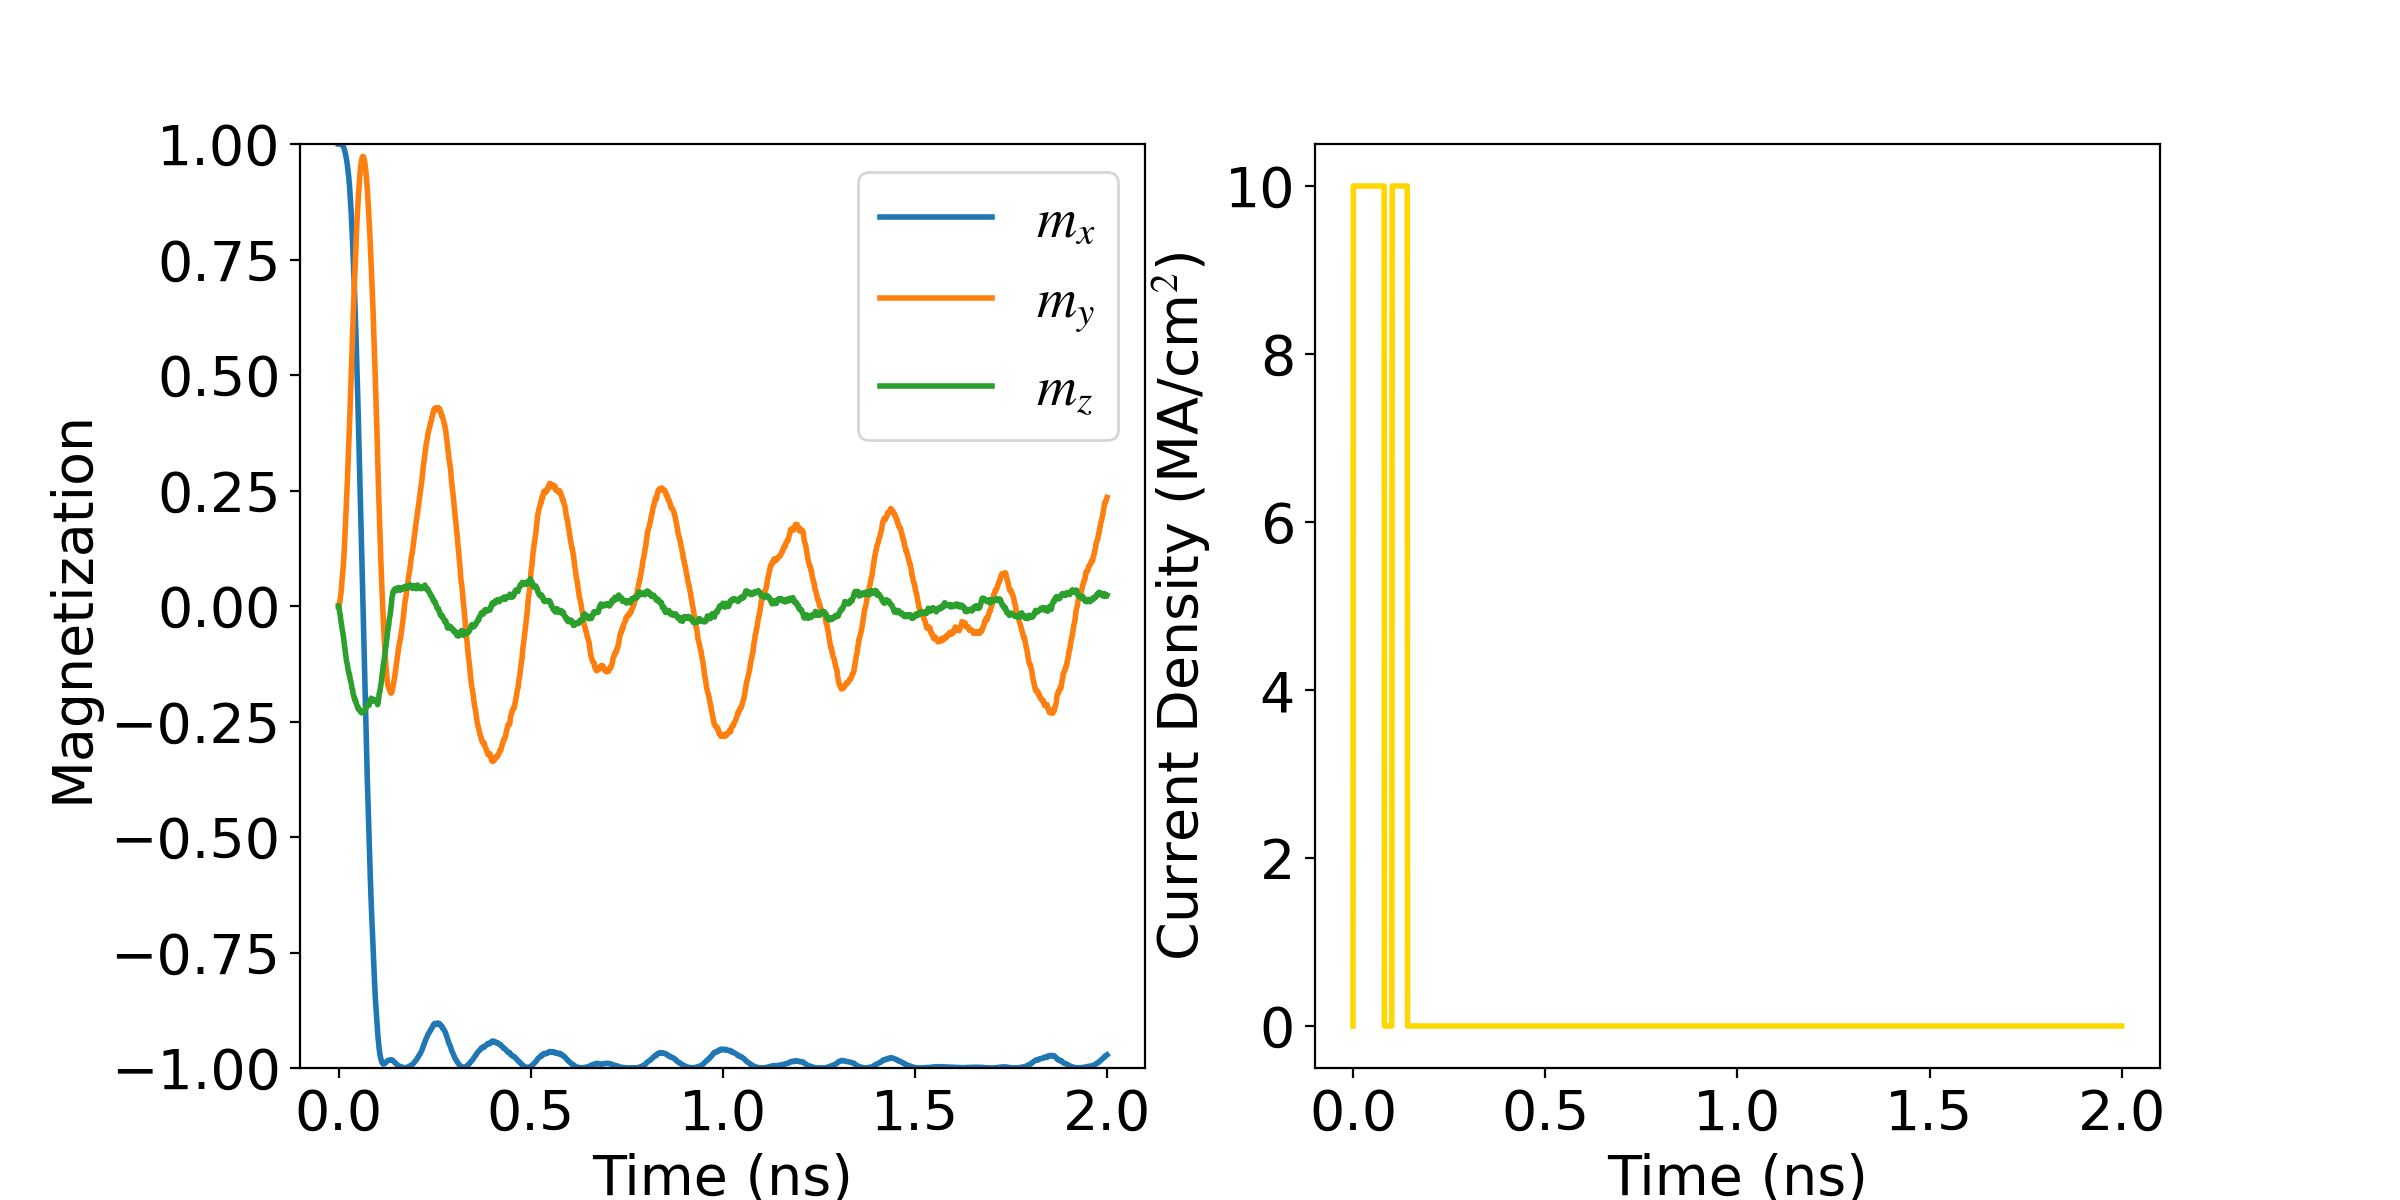 Magnetization
1.00
0.75
0.50
0.25
0.00
−0.25
−0.50
−0.75
−1.00
0.0 0.5 1.0 1.5 2.0
Time (ns)
m_x
m_y
m_z
Current Density (MA/cm²)
10
8
6
4
2
0
0.0 0.5 1.0 1.5 2.0
Time (ns)